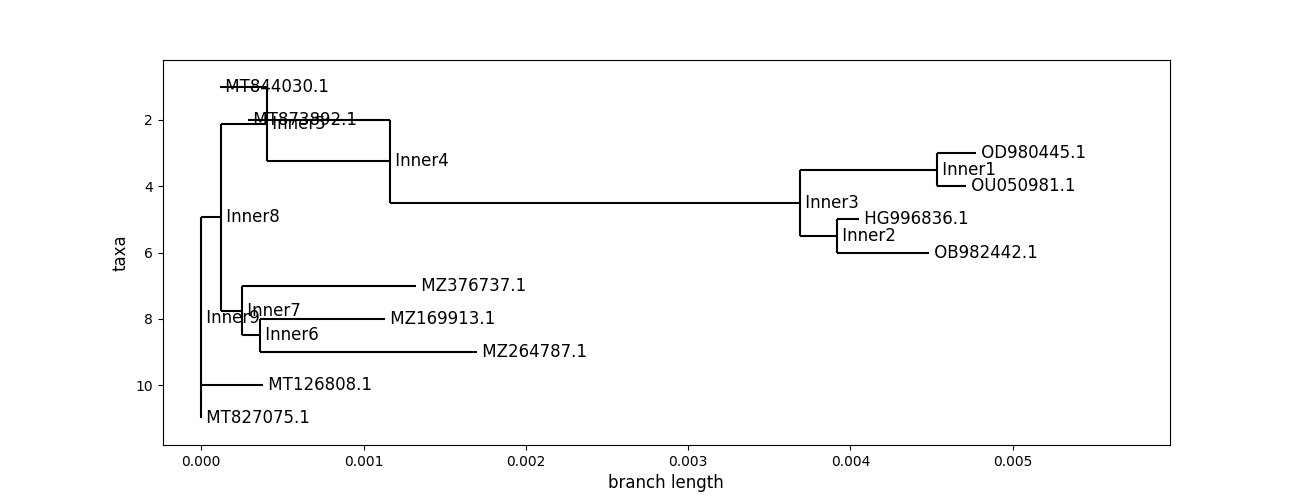 MT844030.1
MT873892.1
Inner5
Inner4
OD980445.1
Inner1
OU050981.1
Inner3
HG996836.1
Inner8
Inner2
OB982442.1
MZ376737.1
Inner7
Inner9
MZ169913.1
Inner6
MZ264787.1
MT126808.1
MT827075.1
2
4
6
8
10
taxa
0.000 0.001 0.002 0.003 0.004 0.005
branch length